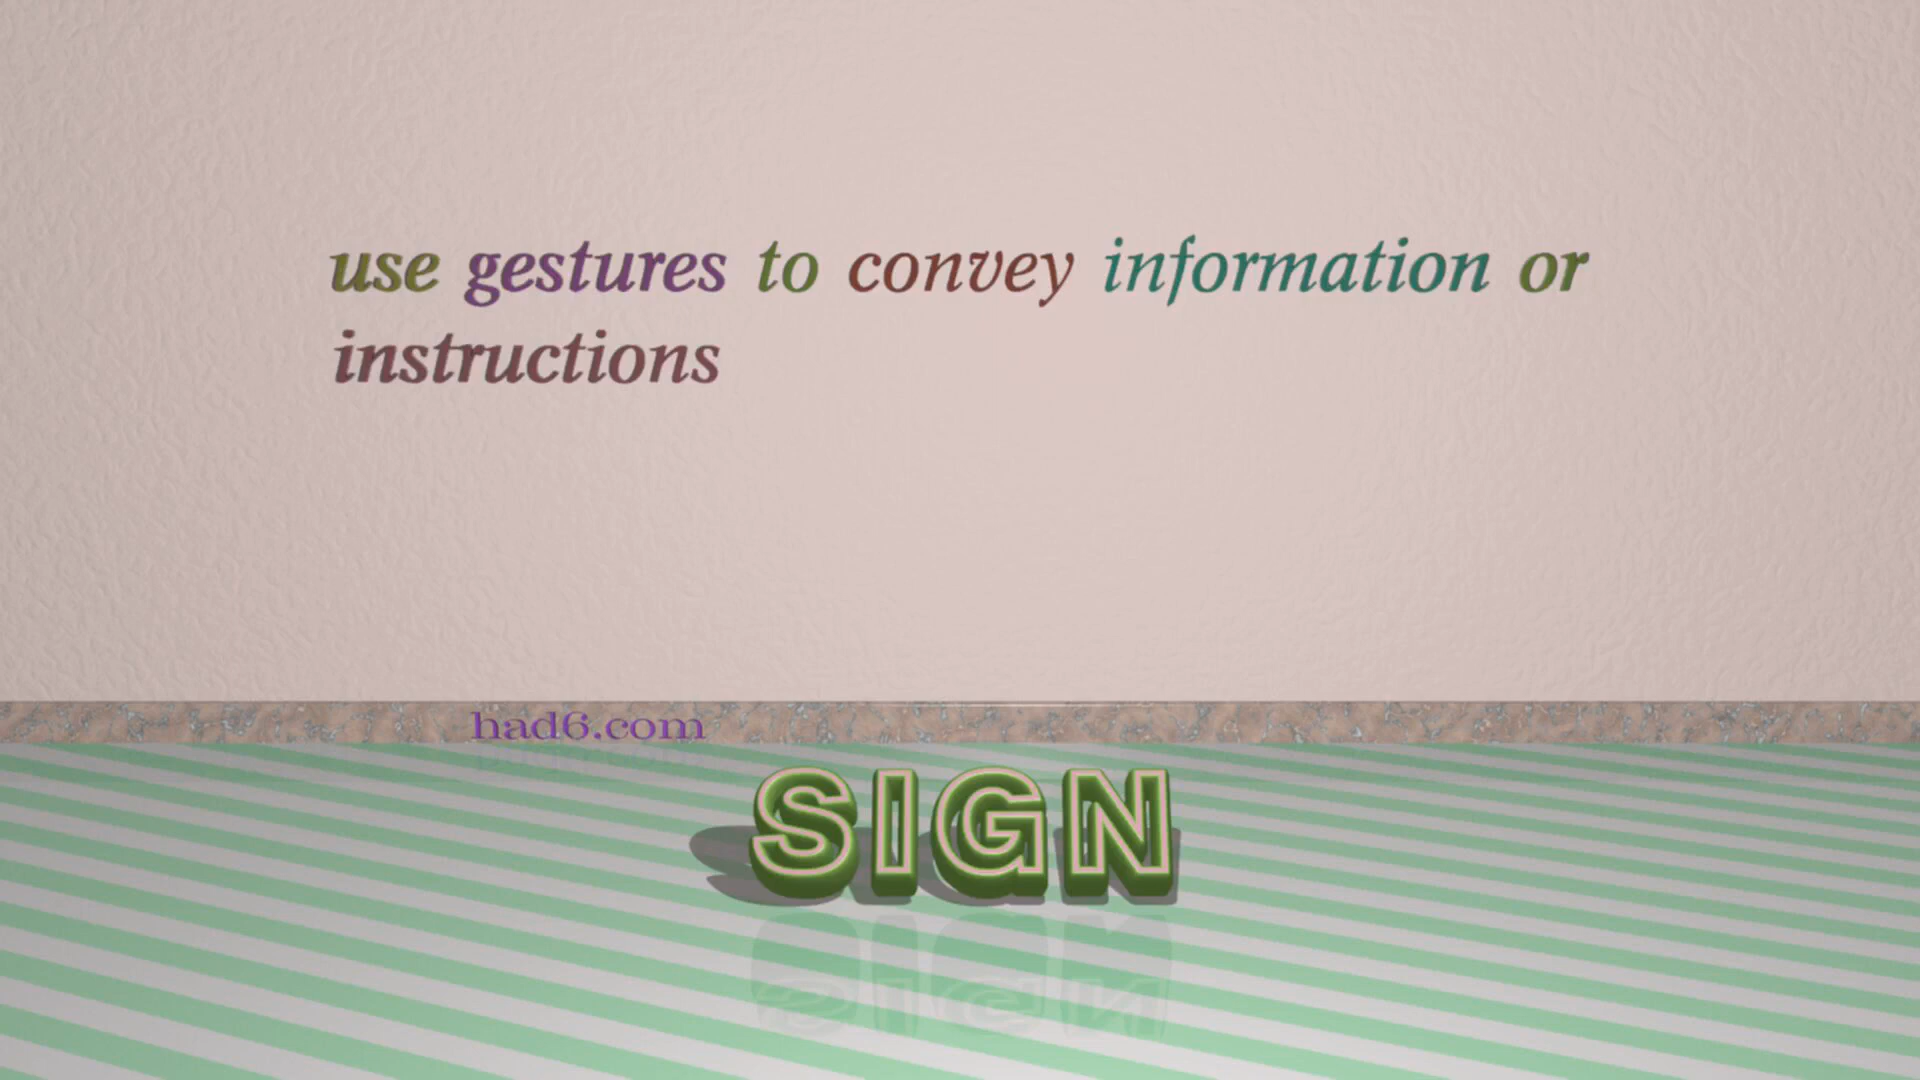 use gestures to convey information or
instructions
had6.com
SIGN